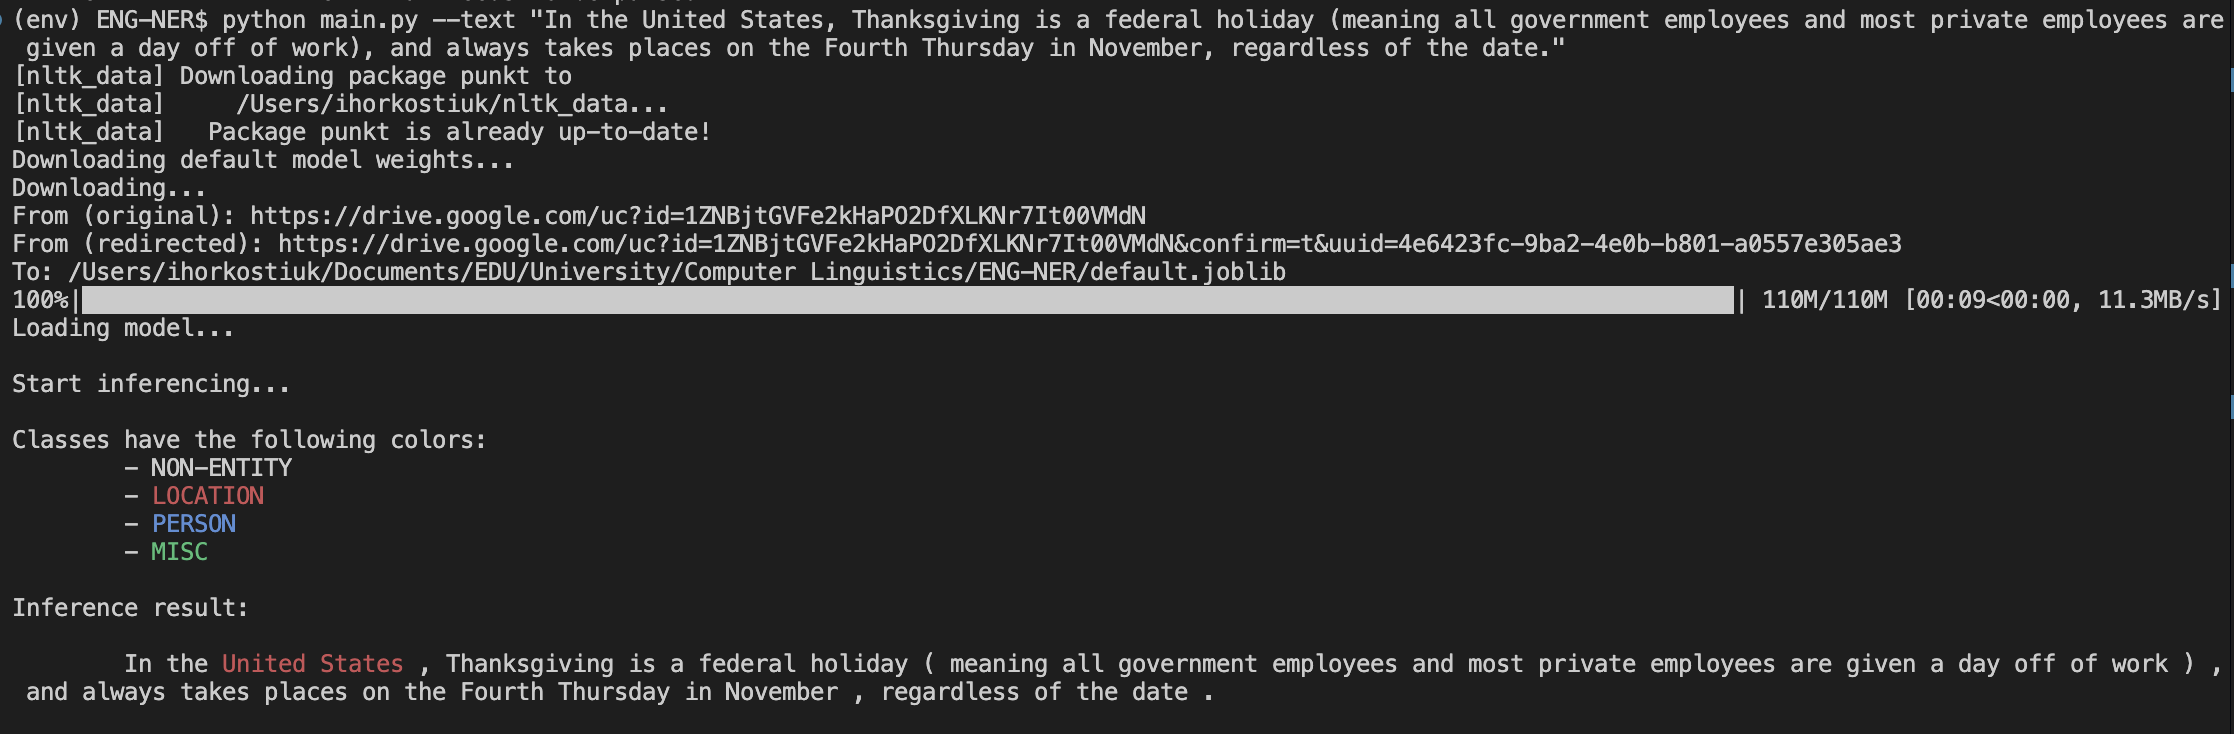 (env) ENG-NER$ python main.py --text "In the United States, Thanksgiving is a federal holiday (meaning all government employees and most private employees are
given a day off of work), and always takes places on the Fourth Thursday in November, regardless of the date."
[nltk_data] Downloading package punkt to
[nltk_data]     /Users/ihorkostiuk/nltk_data...
[nltk_data]   Package punkt is already up-to-date!
Downloading default model weights...
Downloading...
From (original): https://drive.google.com/uc?id=1ZNBjtGVFe2kHaPO2DfXLKNr7It00VMdN
From (redirected): https://drive.google.com/uc?id=1ZNBjtGVFe2kHaPO2DfXLKNr7It00VMdN&confirm=t&uuid=4e6423fc-9ba2-4e0b-b801-a0557e305ae3
To: /Users/ihorkostiuk/Documents/EDU/University/Computer Linguistics/ENG-NER/default.joblib
100%| | 110M/110M [00:09<00:00, 11.3MB/s]
Loading model...
Start inferencing...
Classes have the following colors:
- NON-ENTITY
- LOCATION
- PERSON
- MISC
Inference result:
In the United States , Thanksgiving is a federal holiday ( meaning all government employees and most private employees are given a day off of work ) ,
and always takes places on the Fourth Thursday in November , regardless of the date .